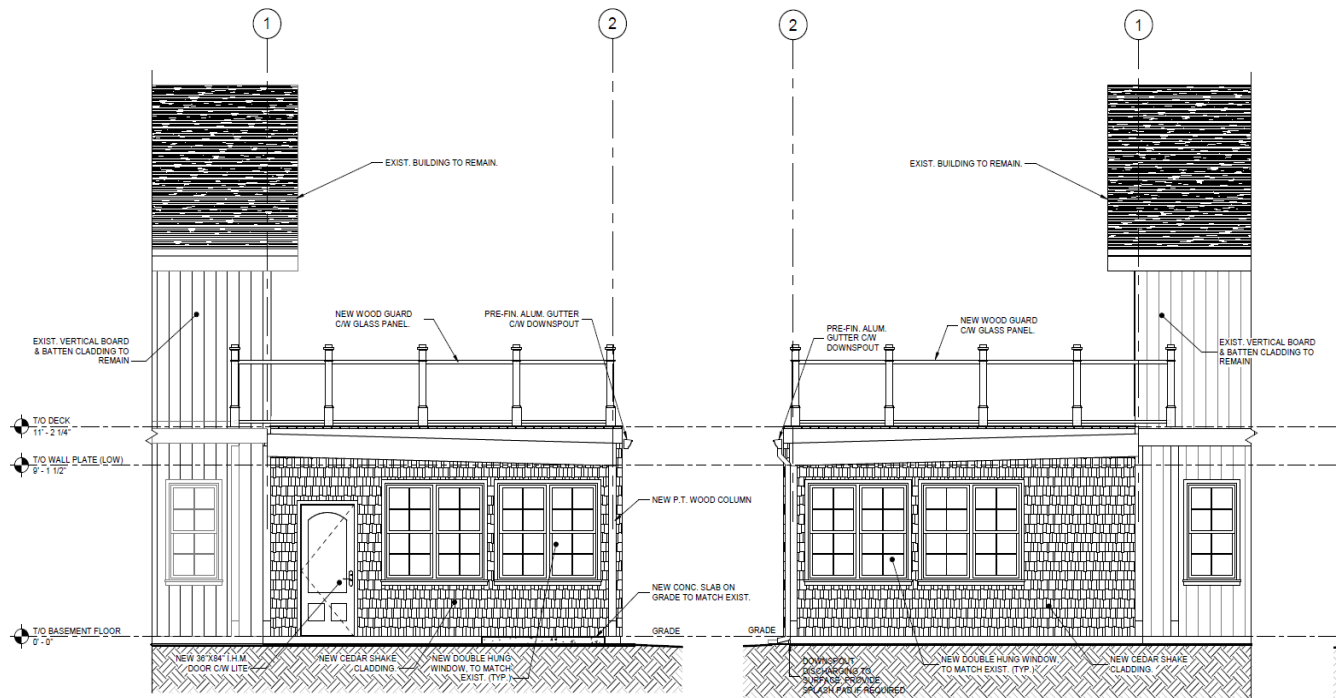 1
2
2
1
EXIST. BUILDING TO REMAIN.
EXIST. BUILDING TO REMAIN.
NEW WOOD GUARD
C/W GLASS PANEL.
PRE-FIN. ALUM. GUTTER
C/W DOWNSPOUT
EXIST. VERTICAL BOARD
& BATTEN CLADDING TO
REMAIN
PRE-FIN. ALUM.
GUTTER C/W
DOWNSPOUT
NEW WOOD GUARD
C/W GLASS PANEL.
EXIST. VERTICAL BOARD
& BATTEN CLADDING TO
REMAIN
T/O DECK
11' - 2 1/4"
T/O WALL PLATE (LOW)
9' - 1 1/2"
NEW P.T. WOOD COLUMN
NEW CONC. SLAB ON
GRADE TO MATCH EXIST.
T/O BASEMENT FLOOR
0' - 0"
GRADE
GRADE
NEW 36"X84" I.H.M.
DOOR C/W LITE
NEW CEDAR SHAKE
CLADDING.
NEW DOUBLE HUNG
WINDOW, TO MATCH
EXIST. (TYP.)
DOWNSPOUT
DISCHARGING TO
SURFACE, PROVIDE
SPLASH PAD IF REQUIRED
NEW DOUBLE HUNG WINDOW,
TO MATCH EXIST. (TYP.)
NEW CEDAR SHAKE
CLADDING.